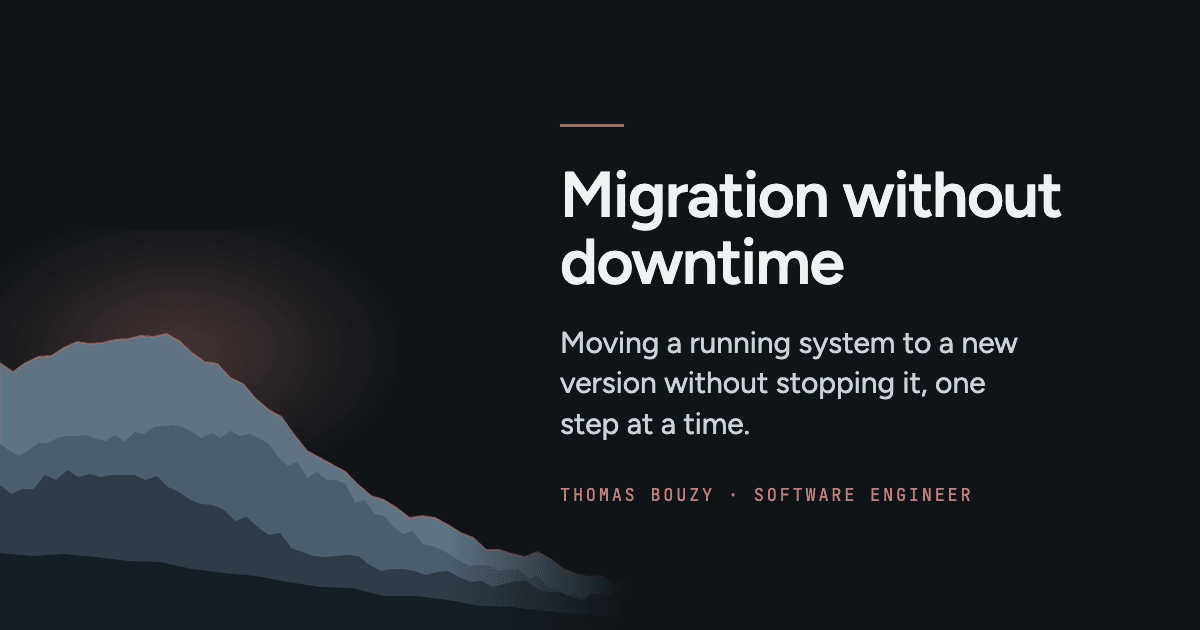 Migration without
downtime
Moving a running system to a new
version without stopping it, one
step at a time.
THOMAS BOUZY · SOFTWARE ENGINEER